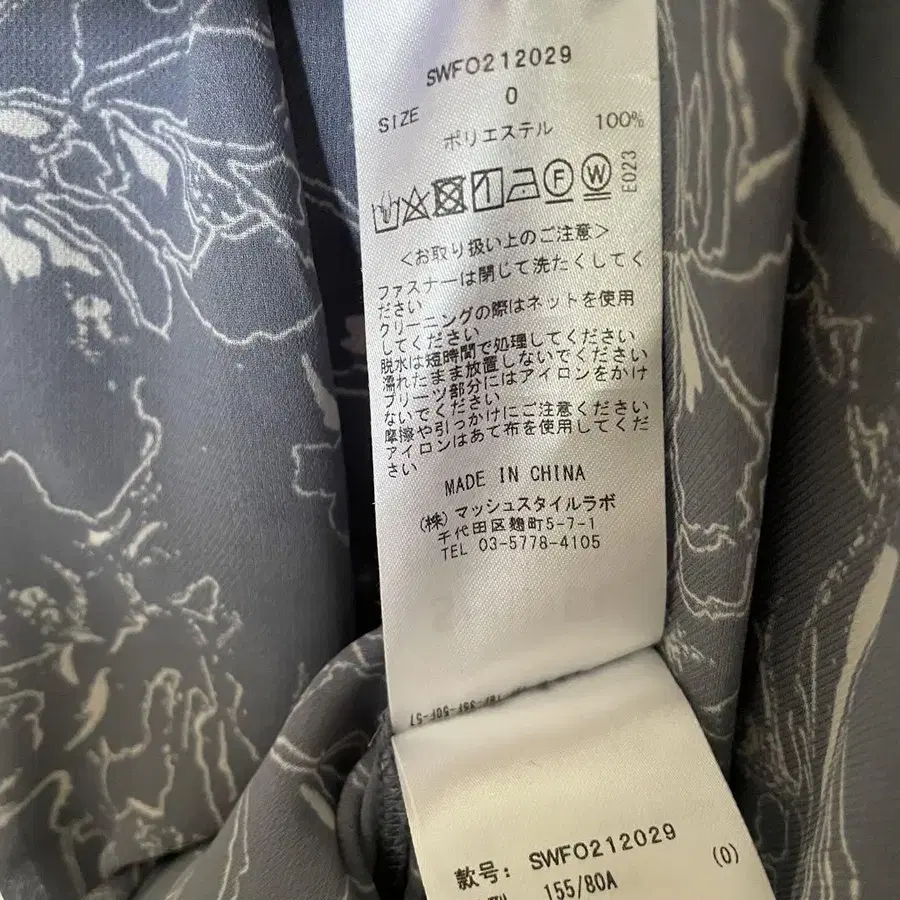 SWFO212029
SIZE 0
ポリエステル 100%
F W E023
<お取り扱い上のご注意>
ファスナーは閉じて洗たくしてく
ださい
クリーニングの際はネットを使用
してください
脱水は短時間で処理してください
濡れたまま放置しないでください
プリーツ部分にはアイロンをかけ
ないでください
摩擦や引っかけにご注意ください
アイロンはあて布を使用してくだ
さい
MADE IN CHINA
(株)マッシュスタイルラボ
千代田区麹町5-7-1
TEL 03-5778-4105
款号: SWFO212029 (0)
155/80A